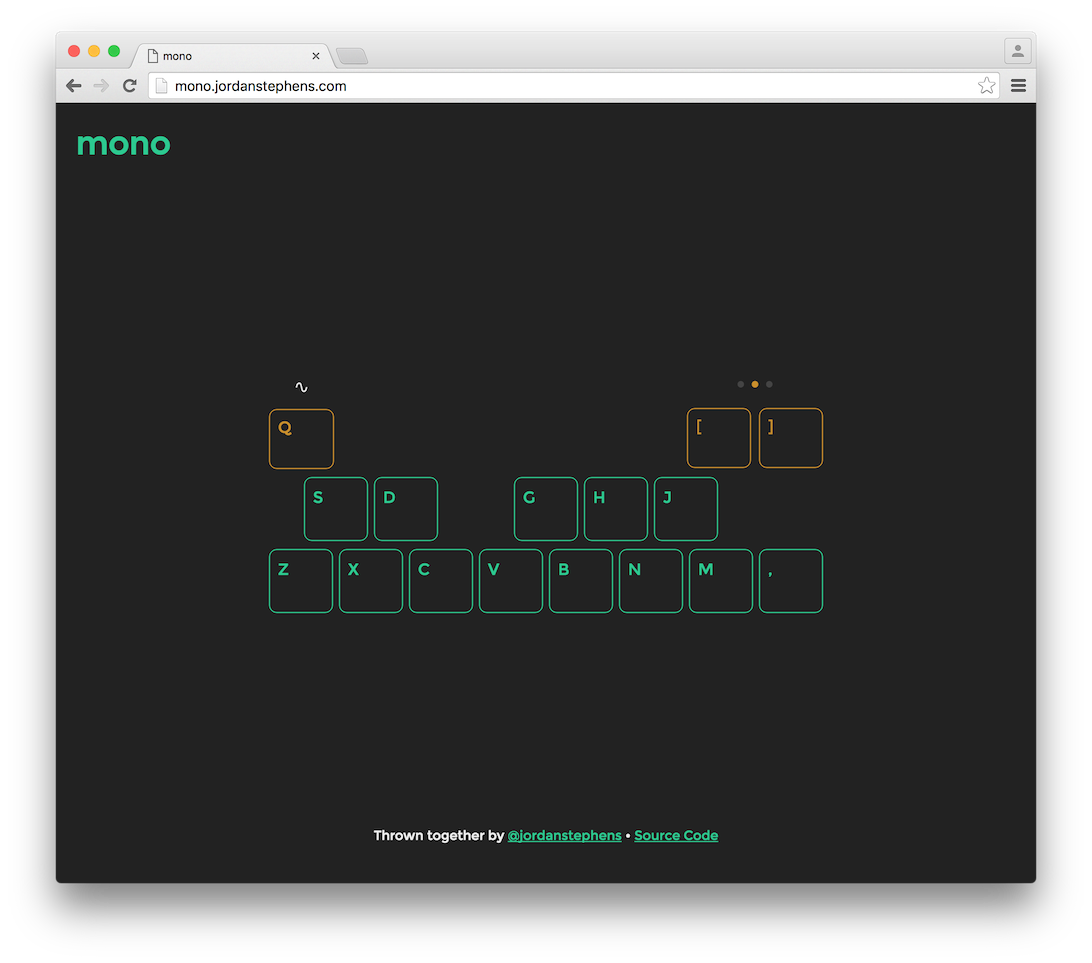 mono
mono.jordanstephens.com
mono
∿
Q [ ]
S D G H J
Z X C V B N M ,
Thrown together by @jordanstephens • Source Code